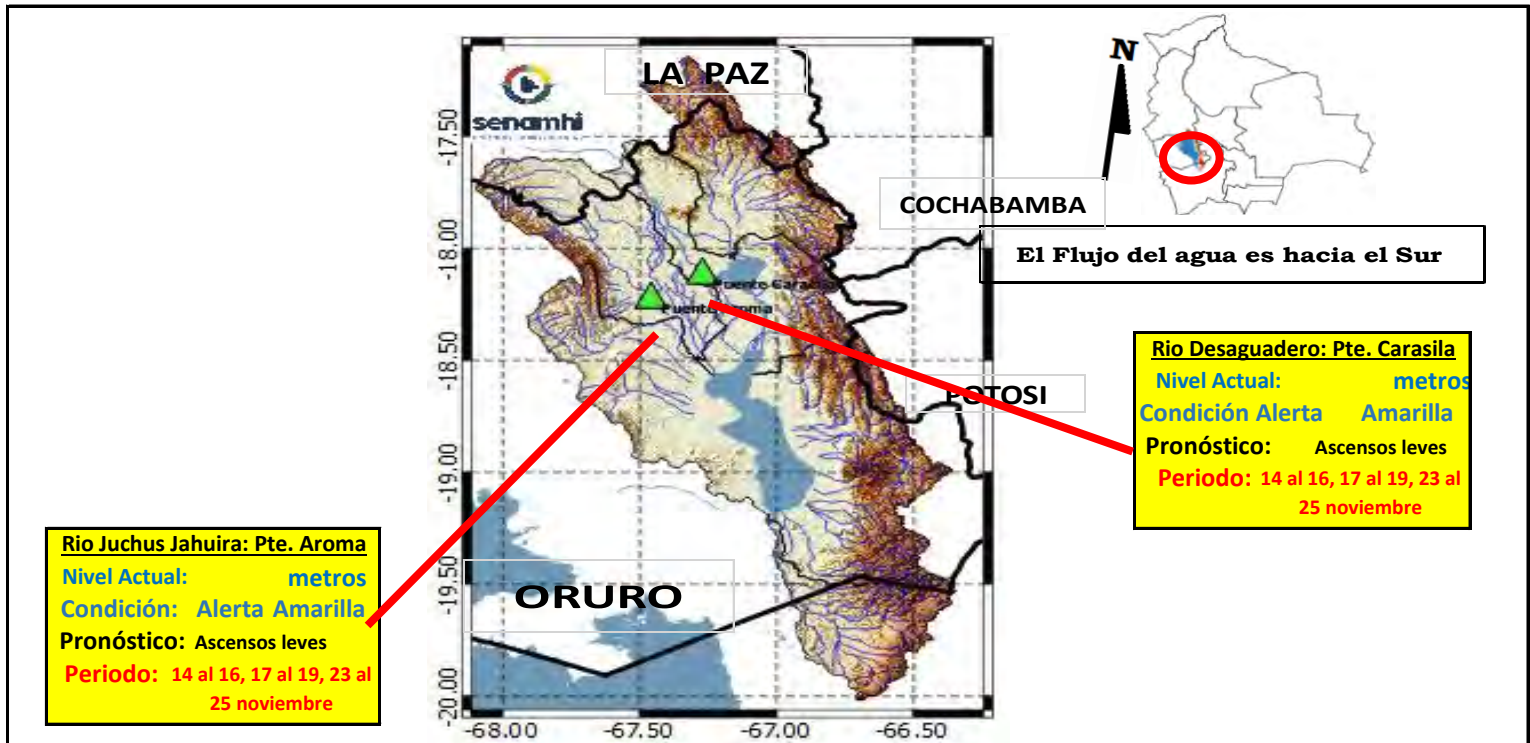 LA PAZ
senamhi
N
COCHABAMBA
El Flujo del agua es hacia el Sur
POTOSI
ORURO
Rio Desaguadero: Pte. Carasila
Nivel Actual: metros
Condición Alerta Amarilla
Pronóstico: Ascensos leves
Periodo: 14 al 16, 17 al 19, 23 al
25 noviembre
Rio Juchus Jahuira: Pte. Aroma
Nivel Actual: metros
Condición: Alerta Amarilla
Pronóstico: Ascensos leves
Periodo: 14 al 16, 17 al 19, 23 al
25 noviembre
Puente
Puente
-17.50
-18.00
-18.50
-19.00
-19.50
-20.00
-68.00 -67.50 -67.00 -66.50